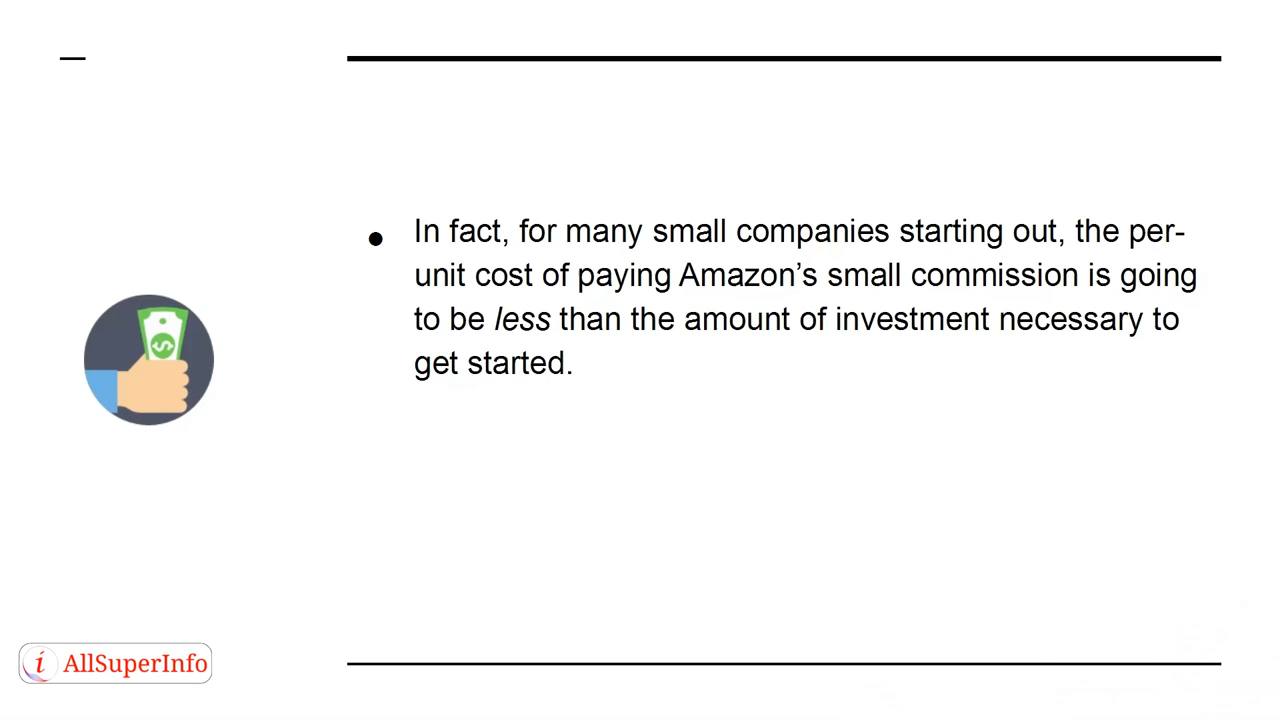 ● In fact, for many small companies starting out, the per-
unit cost of paying Amazon’s small commission is going
to be less than the amount of investment necessary to
get started.
i AllSuperInfo